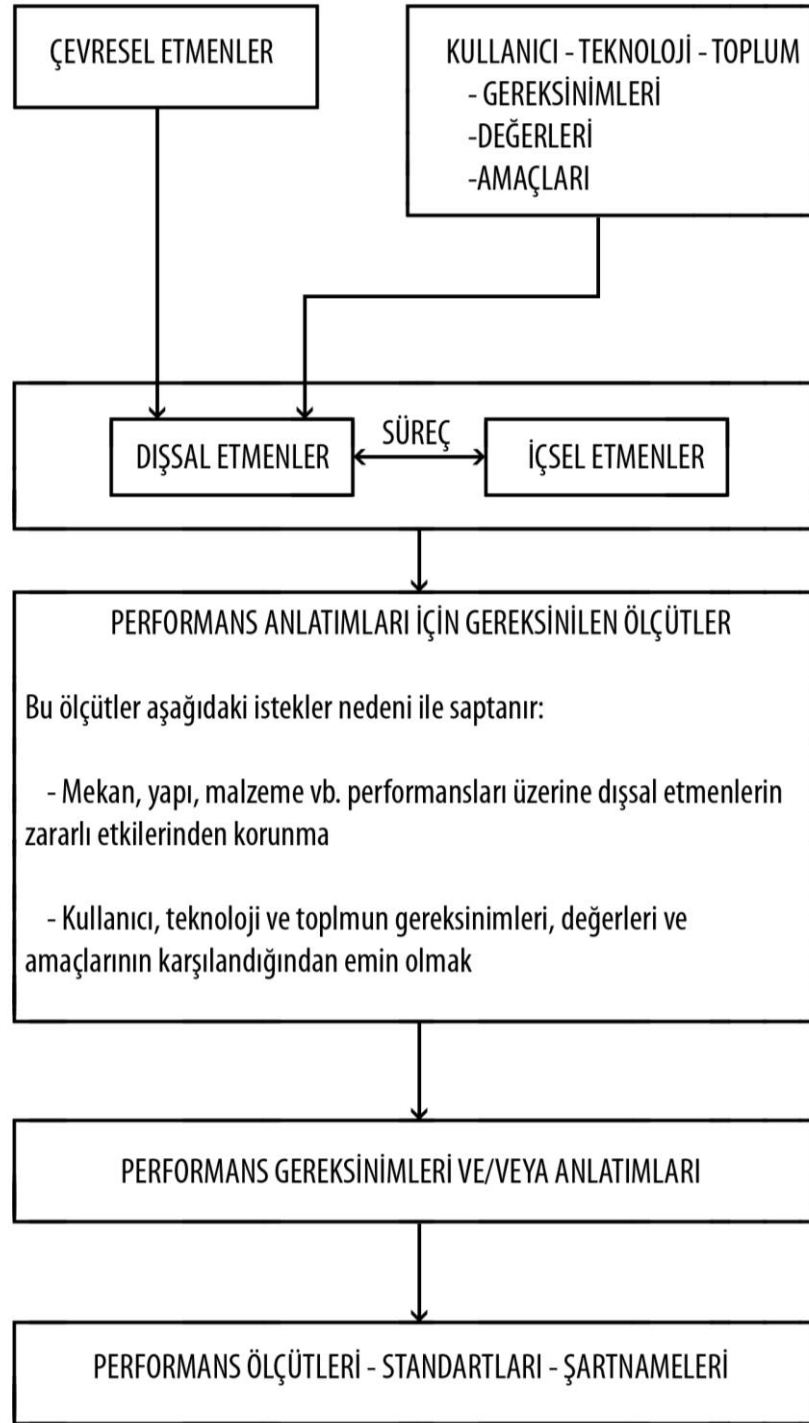 ÇEVRESEL ETMENLER
KULLANICI - TEKNOLOJİ - TOPLUM
- GEREKSİNİMLERİ
-DEĞERLERİ
-AMAÇLARI
DIŞSAL ETMENLER
SÜREÇ
İÇSEL ETMENLER
PERFORMANS ANLATIMLARI İÇİN GEREKSİNİLEN ÖLÇÜTLER
Bu ölçütler aşağıdaki istekler nedeni ile saptanır:
- Mekan, yapı, malzeme vb. performansları üzerine dışsal etmenlerin
zararlı etkilerinden korunma
- Kullanıcı, teknoloji ve toplmun gereksinimleri, değerleri ve
amaçlarının karşılandığından emin olmak
PERFORMANS GEREKSİNİMLERİ VE/VEYA ANLATIMLARI
PERFORMANS ÖLÇÜTLERİ - STANDARTLARI - ŞARTNAMELERİ